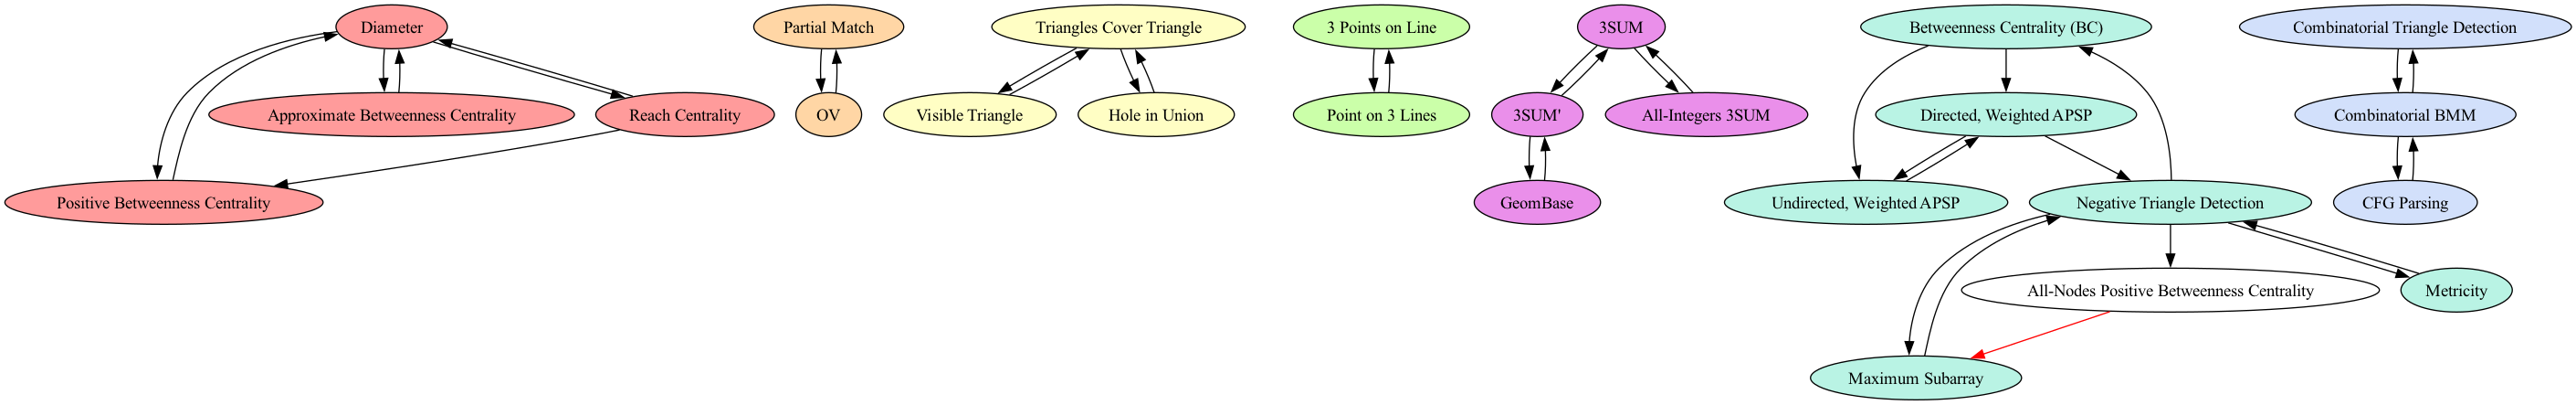 Diameter
Partial Match
Triangles Cover Triangle
3 Points on Line
3SUM
Betweenness Centrality (BC)
Combinatorial Triangle Detection
Approximate Betweenness Centrality
Reach Centrality
OV
Visible Triangle
Hole in Union
Point on 3 Lines
3SUM'
All-Integers 3SUM
Directed, Weighted APSP
Combinatorial BMM
Positive Betweenness Centrality
GeomBase
Undirected, Weighted APSP
Negative Triangle Detection
CFG Parsing
All-Nodes Positive Betweenness Centrality
Metricity
Maximum Subarray